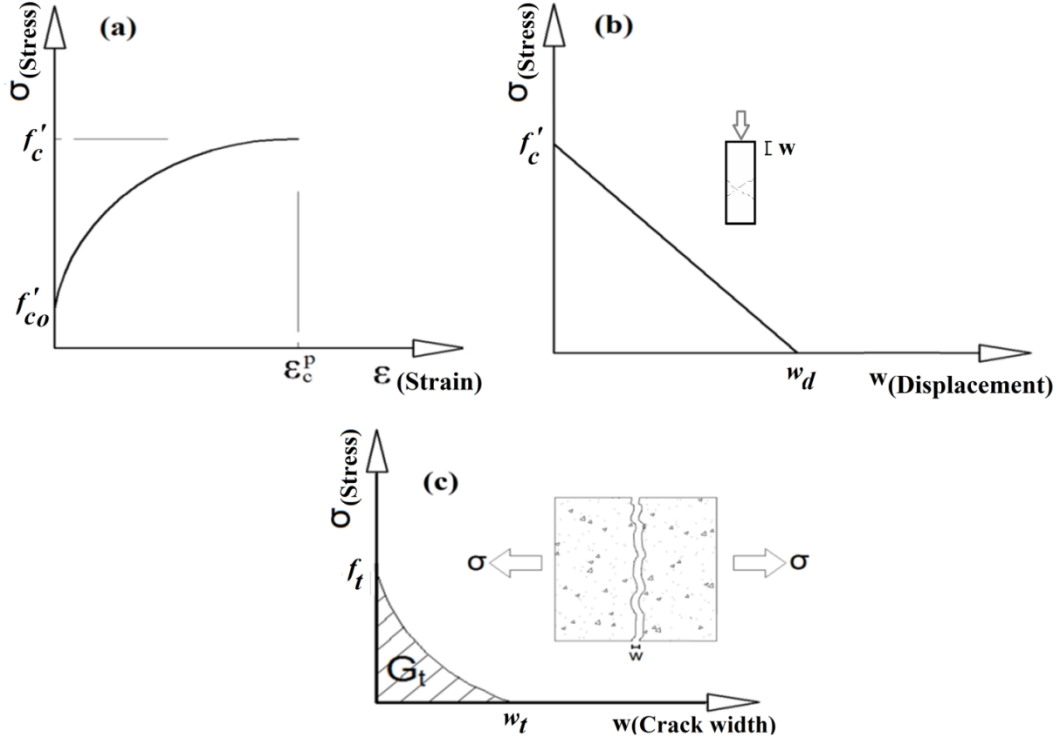 (a)
σ(Stress)
f'c
f'co
εcᵖ
ε(Strain)
(b)
σ(Stress)
f'c
w
wd
w(Displacement)
(c)
σ(Stress)
ft
Gt
wt
w(Crack width)
σ
σ
w